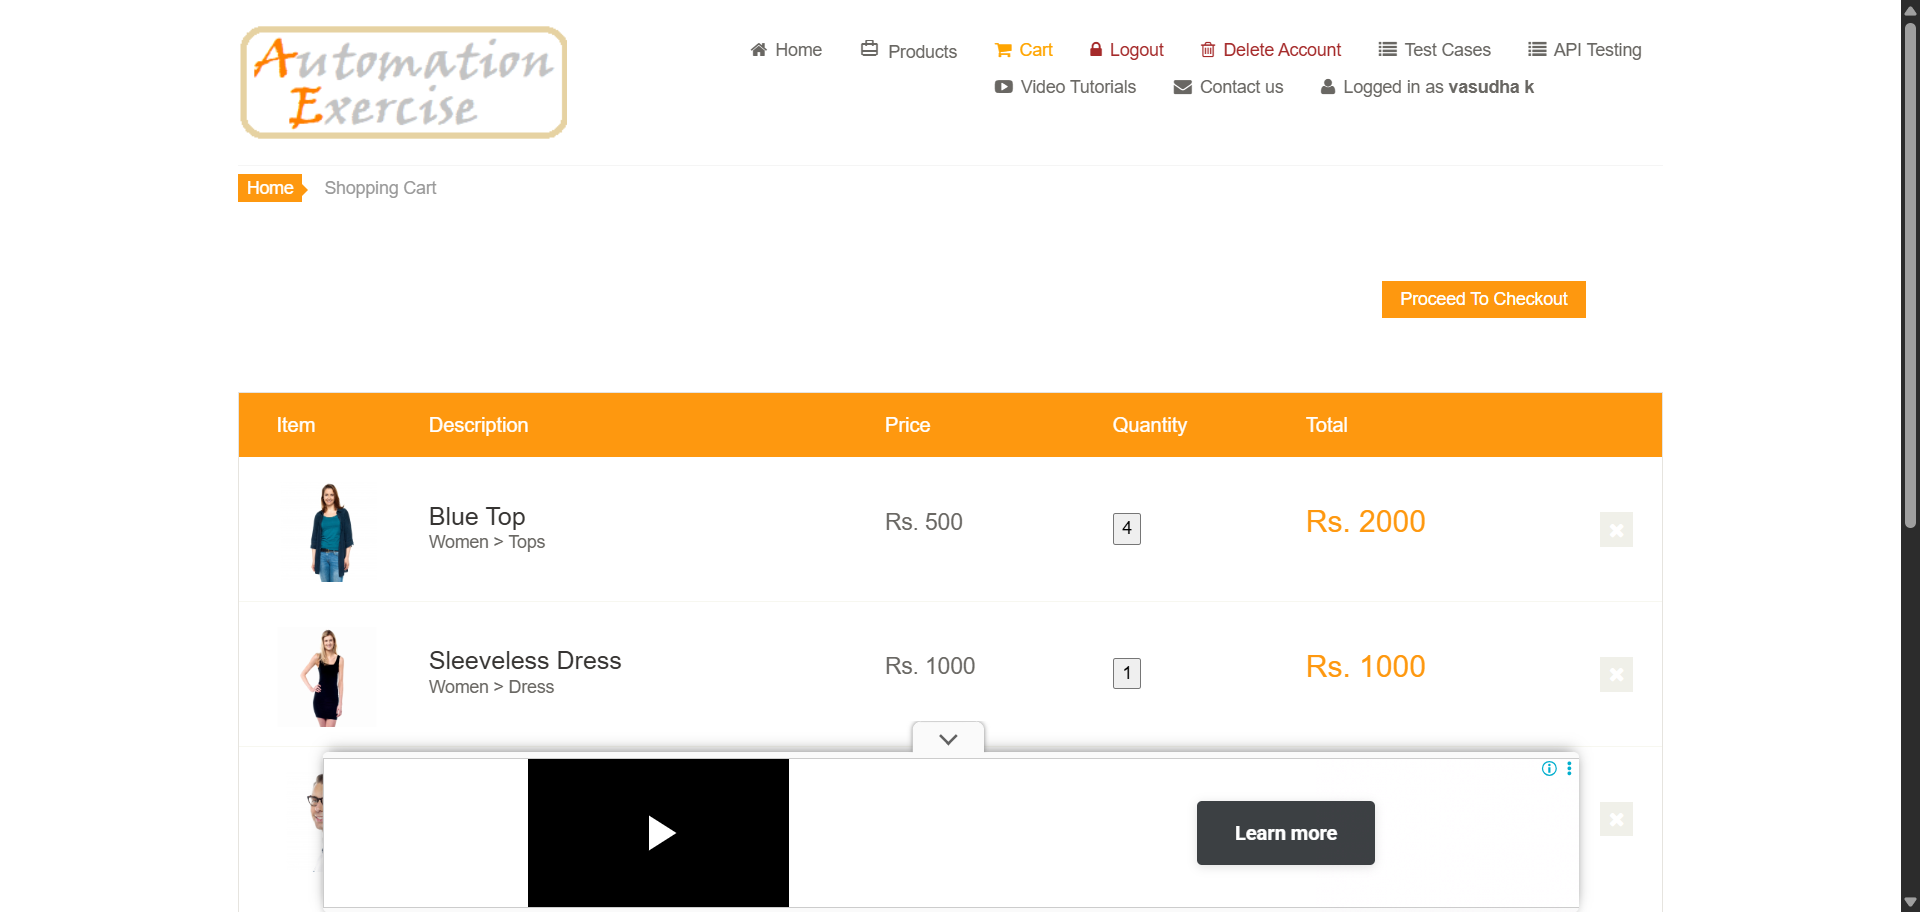 Automation
Exercise
Home
Products
Cart
Logout
Delete Account
Test Cases
API Testing
Video Tutorials
Contact us
Logged in as vasudha k
Home
Shopping Cart
Proceed To Checkout
Item Description Price Quantity Total
Blue Top
Women > Tops
Rs. 500
4
Rs. 2000
Sleeveless Dress
Women > Dress
Rs. 1000
1
Rs. 1000
Learn more